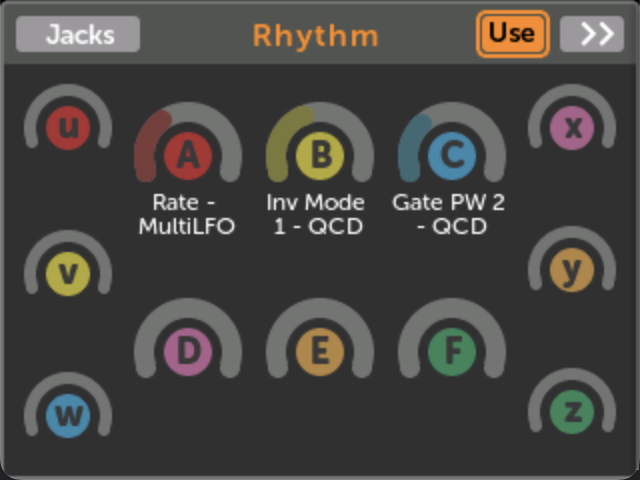 Jacks Rhythm Use >>
u A B C x
Rate - Inv Mode Gate PW 2
MultiLFO 1 - QCD - QCD
v y
D E F
w z